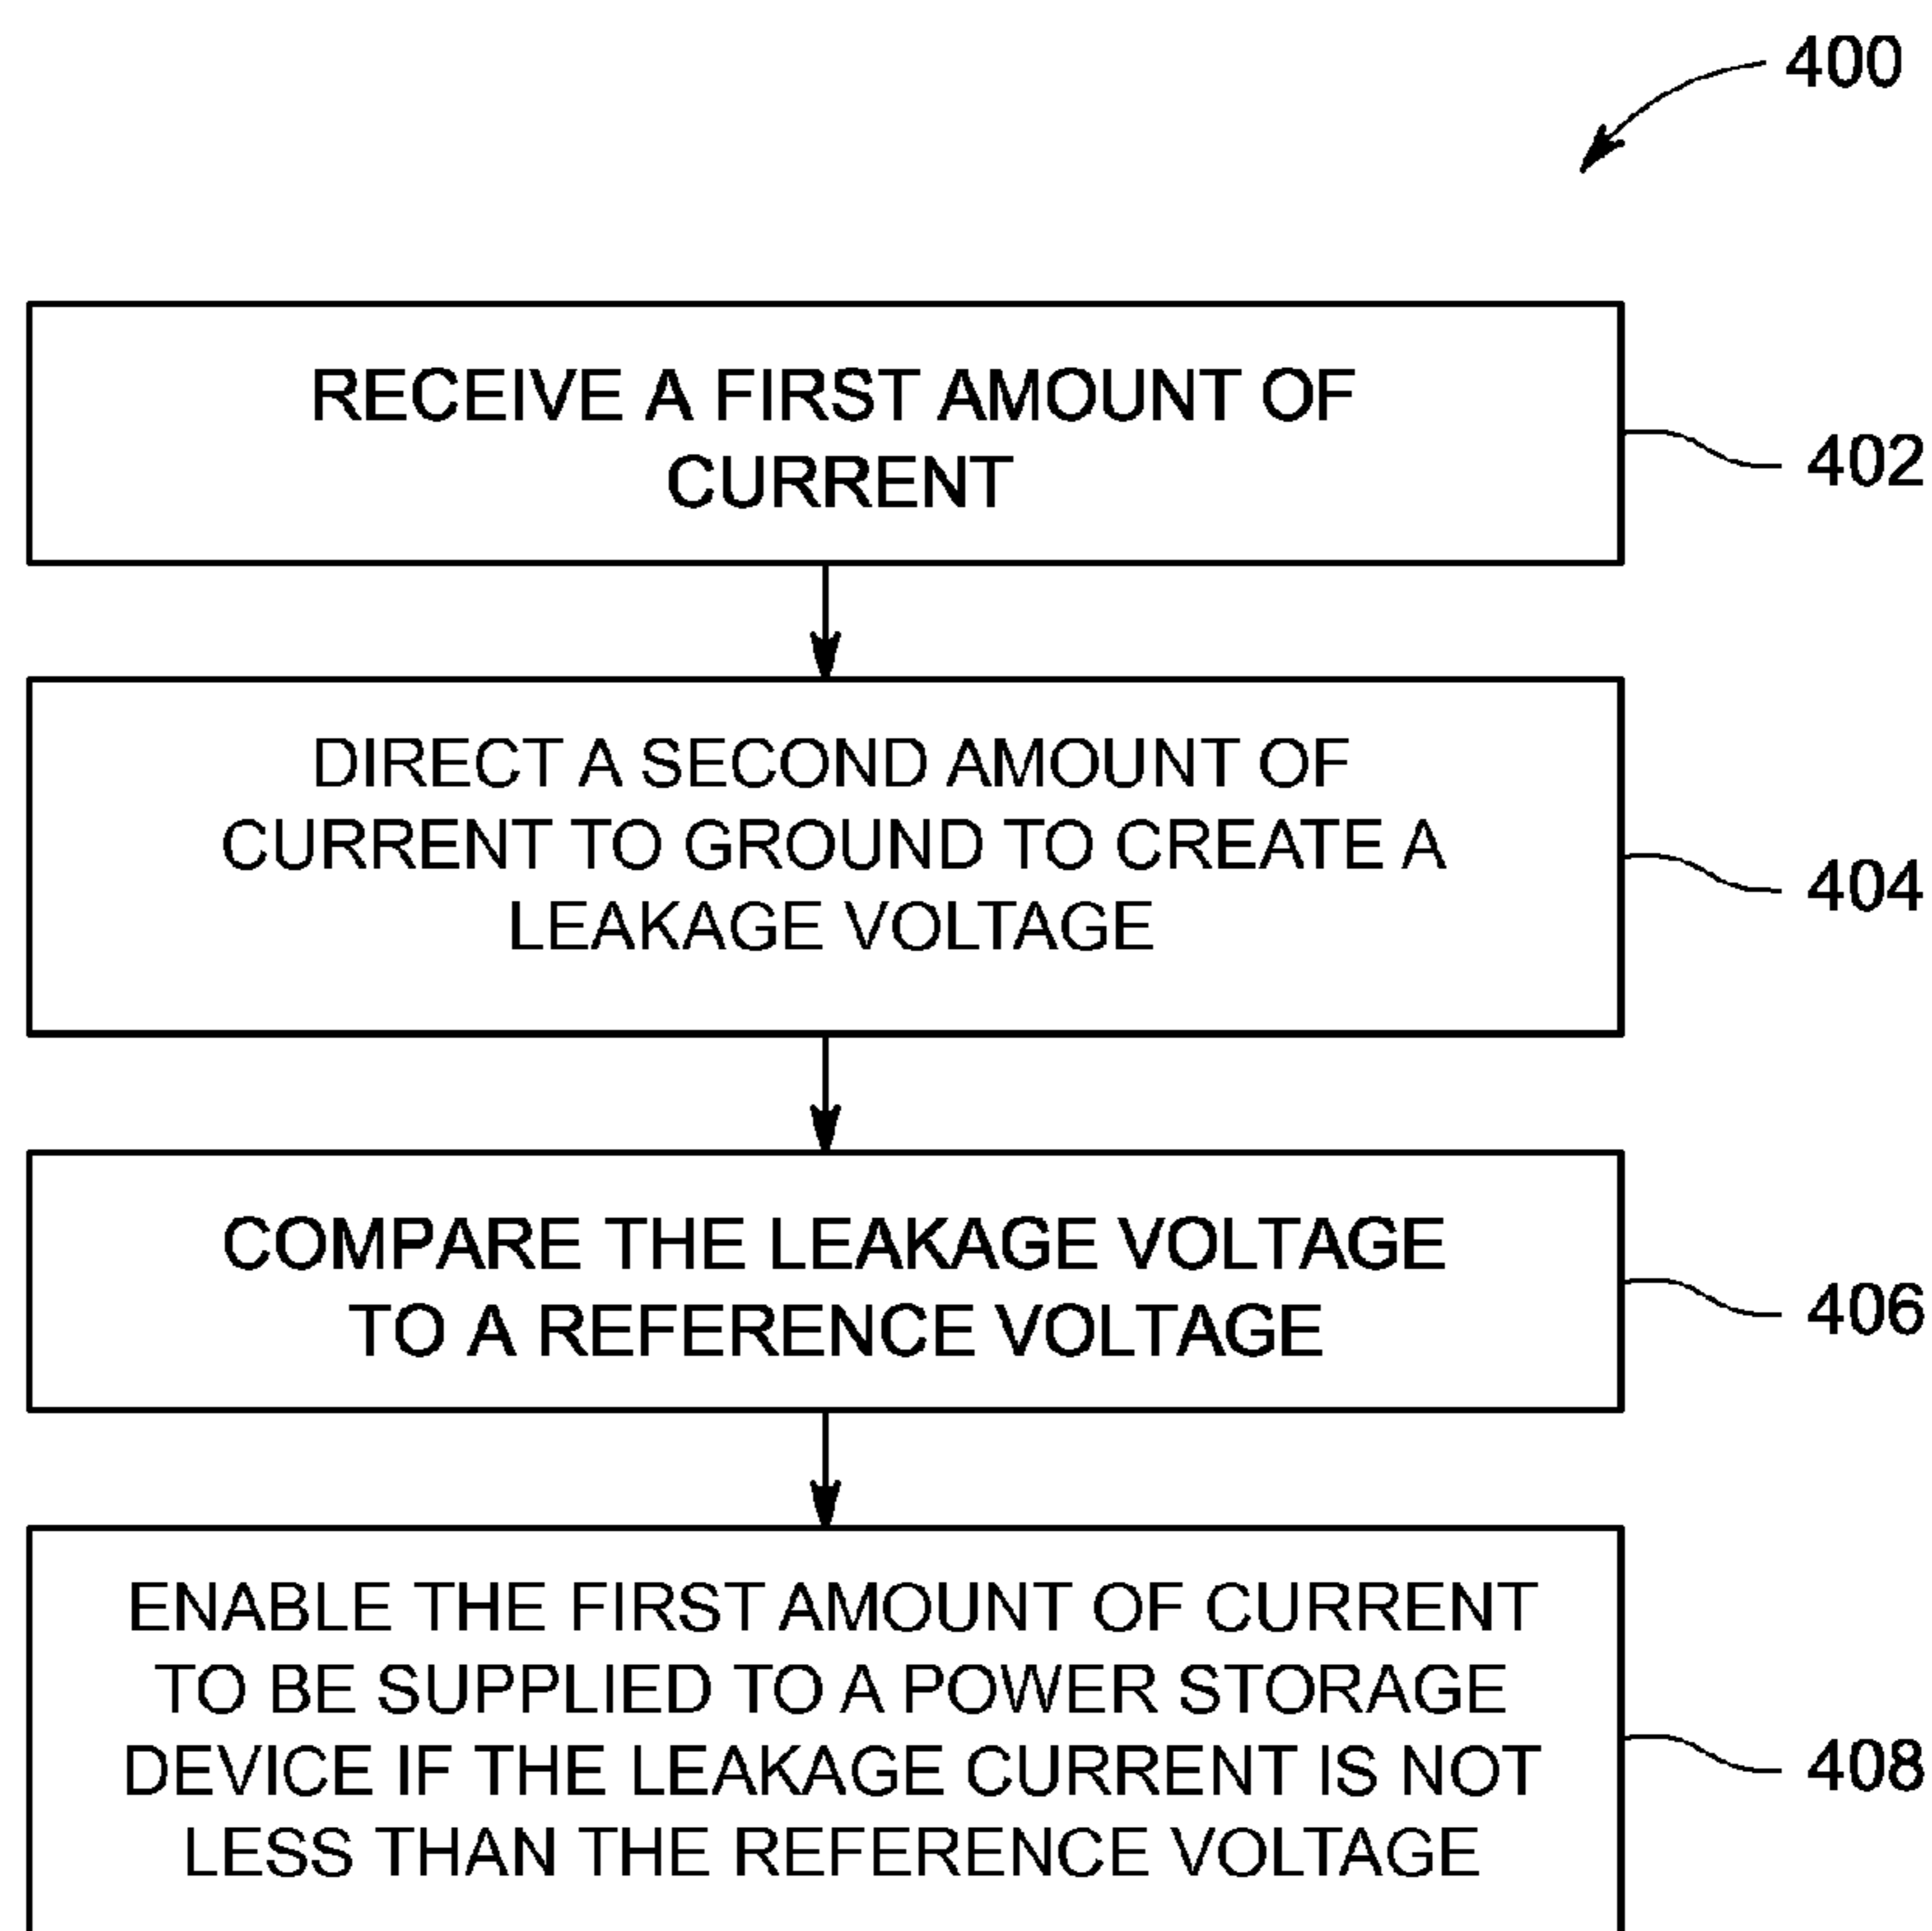 400
RECEIVE A FIRST AMOUNT OF
CURRENT
402
DIRECT A SECOND AMOUNT OF
CURRENT TO GROUND TO CREATE A
LEAKAGE VOLTAGE
404
COMPARE THE LEAKAGE VOLTAGE
TO A REFERENCE VOLTAGE
406
ENABLE THE FIRST AMOUNT OF CURRENT
TO BE SUPPLIED TO A POWER STORAGE
DEVICE IF THE LEAKAGE CURRENT IS NOT
LESS THAN THE REFERENCE VOLTAGE
408